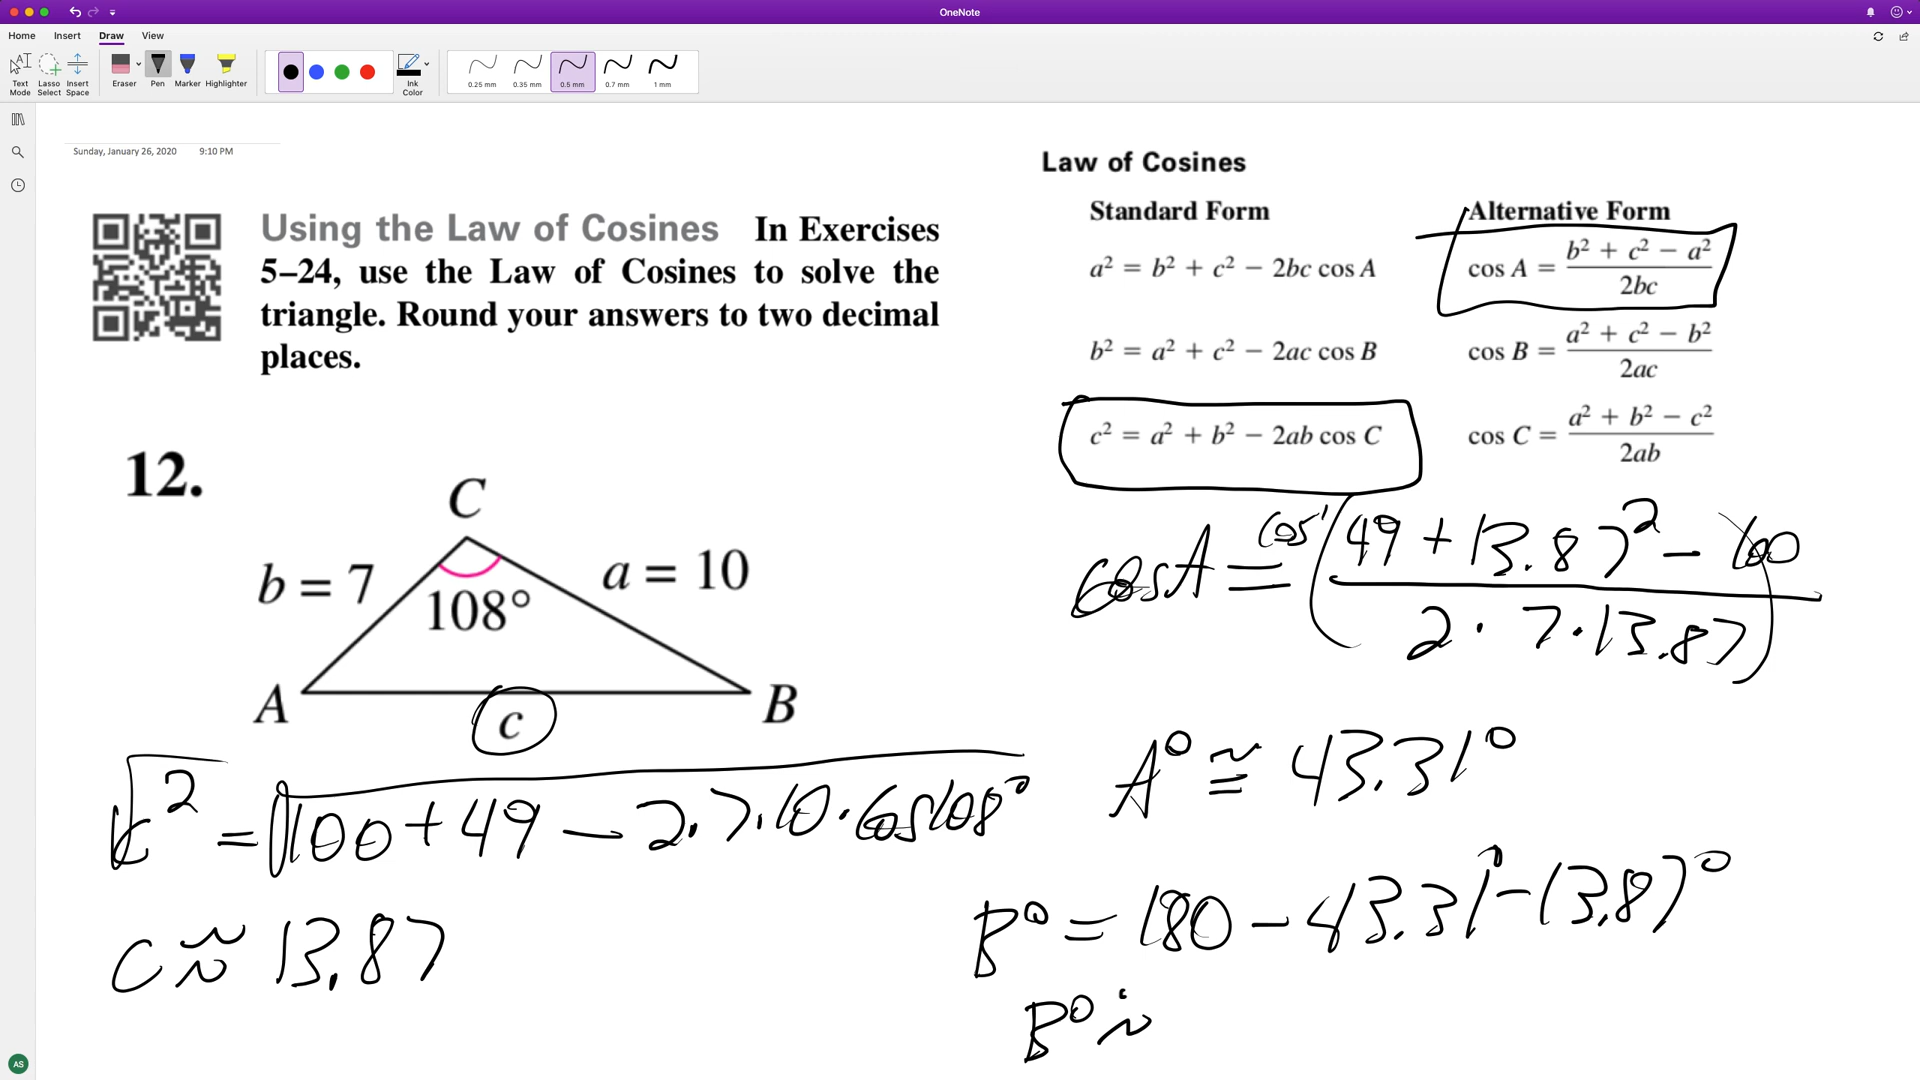 OneNote
Home Insert Draw View
Text Mode
Lasso Select
Insert Space
Eraser
Pen
Marker
Highlighter
Ink Color
0.25 mm
0.35 mm
0.5 mm
0.7 mm
1 mm
Sunday, January 26, 2020 9:10 PM
Using the Law of Cosines In Exercises
5–24, use the Law of Cosines to solve the
triangle. Round your answers to two decimal
places.
12.
C
b = 7
a = 10
108°
A
B
c
c² = √100 + 49 − 2·7·10·cos108°
c ≈ 13.87
Law of Cosines
Standard Form
a² = b² + c² − 2bc cos A
b² = a² + c² − 2ac cos B
c² = a² + b² − 2ab cos C
Alternative Form
cos A = b² + c² − a² / 2bc
cos B = a² + c² − b² / 2ac
cos C = a² + b² − c² / 2ab
cosA = cos⁻¹(49 + 13.87² − 100 / 2·7·13.87)
A° ≅ 43.31°
B° = 180 − 43.31° − 13.87°
B° ≈
AS